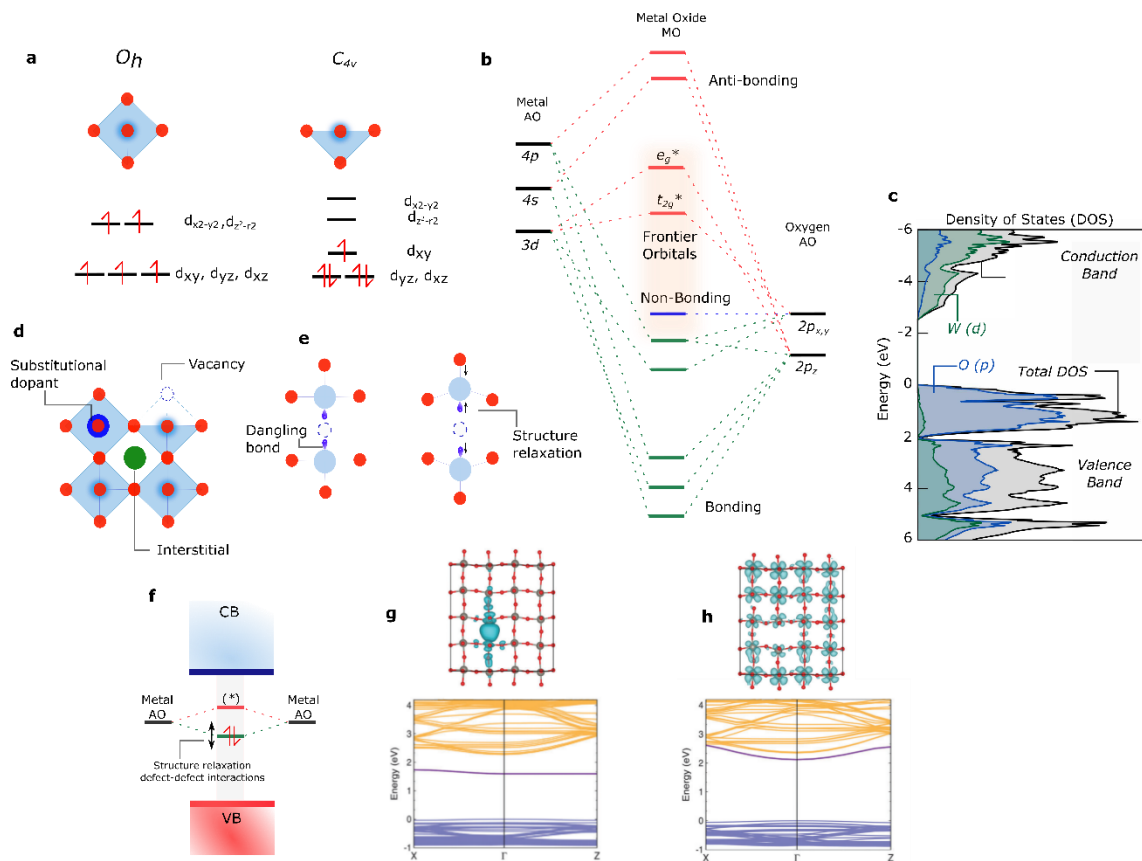 a
Oh
C4v
dx2-y2 ,dz2-r2
dxy, dyz, dxz
dx2-y2
dz2-r2
dxy
dyz, dxz
b
Metal Oxide
MO
Anti-bonding
Metal
AO
4p
4s
3d
eg*
t2g*
Frontier
Orbitals
Non-Bonding
Oxygen
AO
2px,y
2pz
Bonding
c
Density of States (DOS)
-6
-4
-2
0
2
4
6
Energy (eV)
Conduction
Band
W (d)
O (p)
Total DOS
Valence
Band
d
Substitutional
dopant
Vacancy
Interstitial
e
Dangling
bond
Structure
relaxation
f
CB
Metal
AO
(*)
Metal
AO
Structure relaxation
defect-defect interactions
VB
g
Energy (eV)
4
3
2
1
0
-1
X
Γ
Z
h
Energy (eV)
4
3
2
1
0
-1
X
Γ
Z